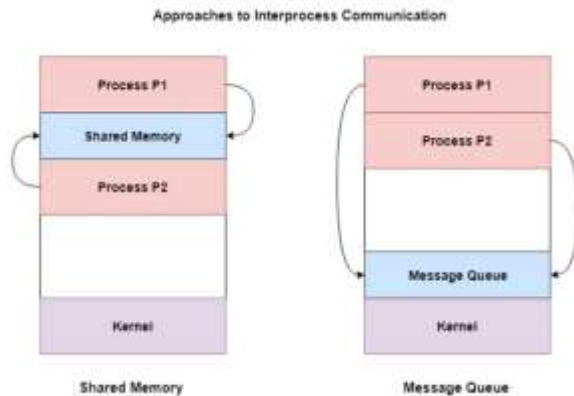 Approaches to Interprocess Communication
Process P1
Shared Memory
Process P2
Kernel
Shared Memory
Process P1
Process P2
Message Queue
Kernel
Message Queue